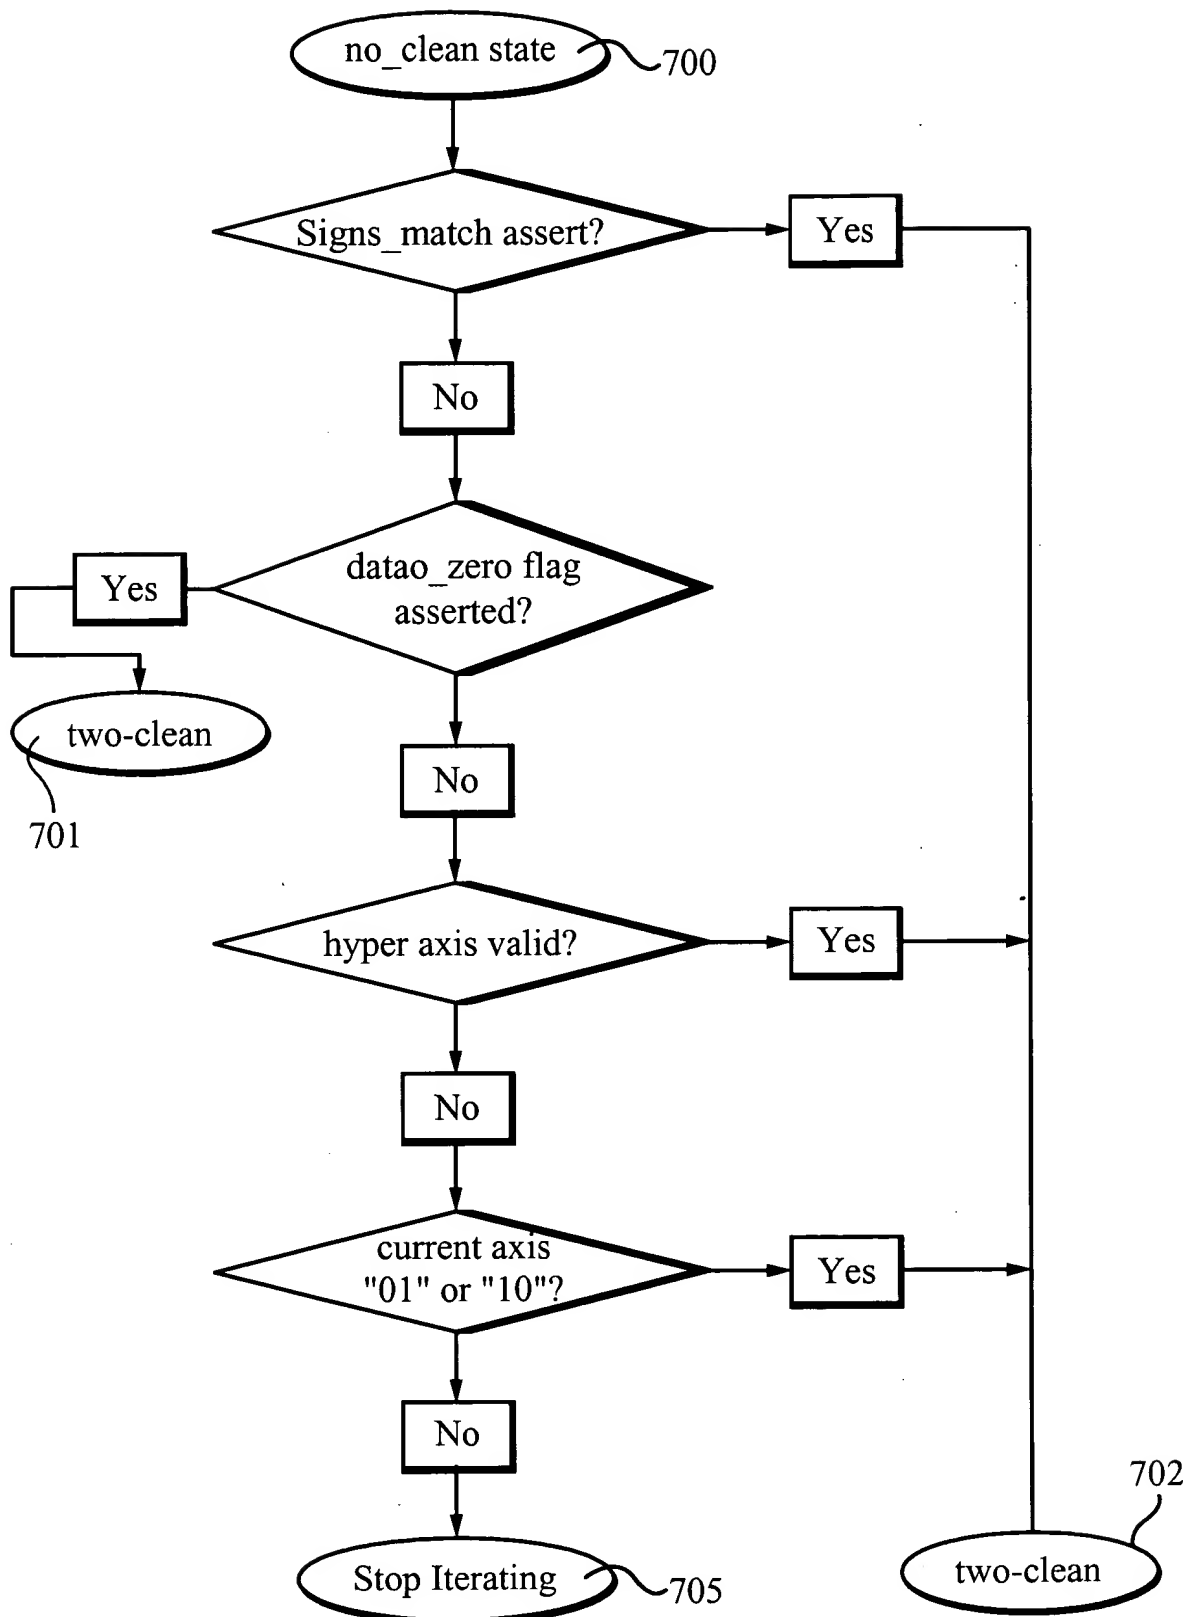 no_clean state
700
Signs_match assert?
Yes
No
datao_zero flag
asserted?
Yes
two-clean
701
No
hyper axis valid?
Yes
No
current axis
"01" or "10"?
Yes
No
Stop Iterating
705
two-clean
702